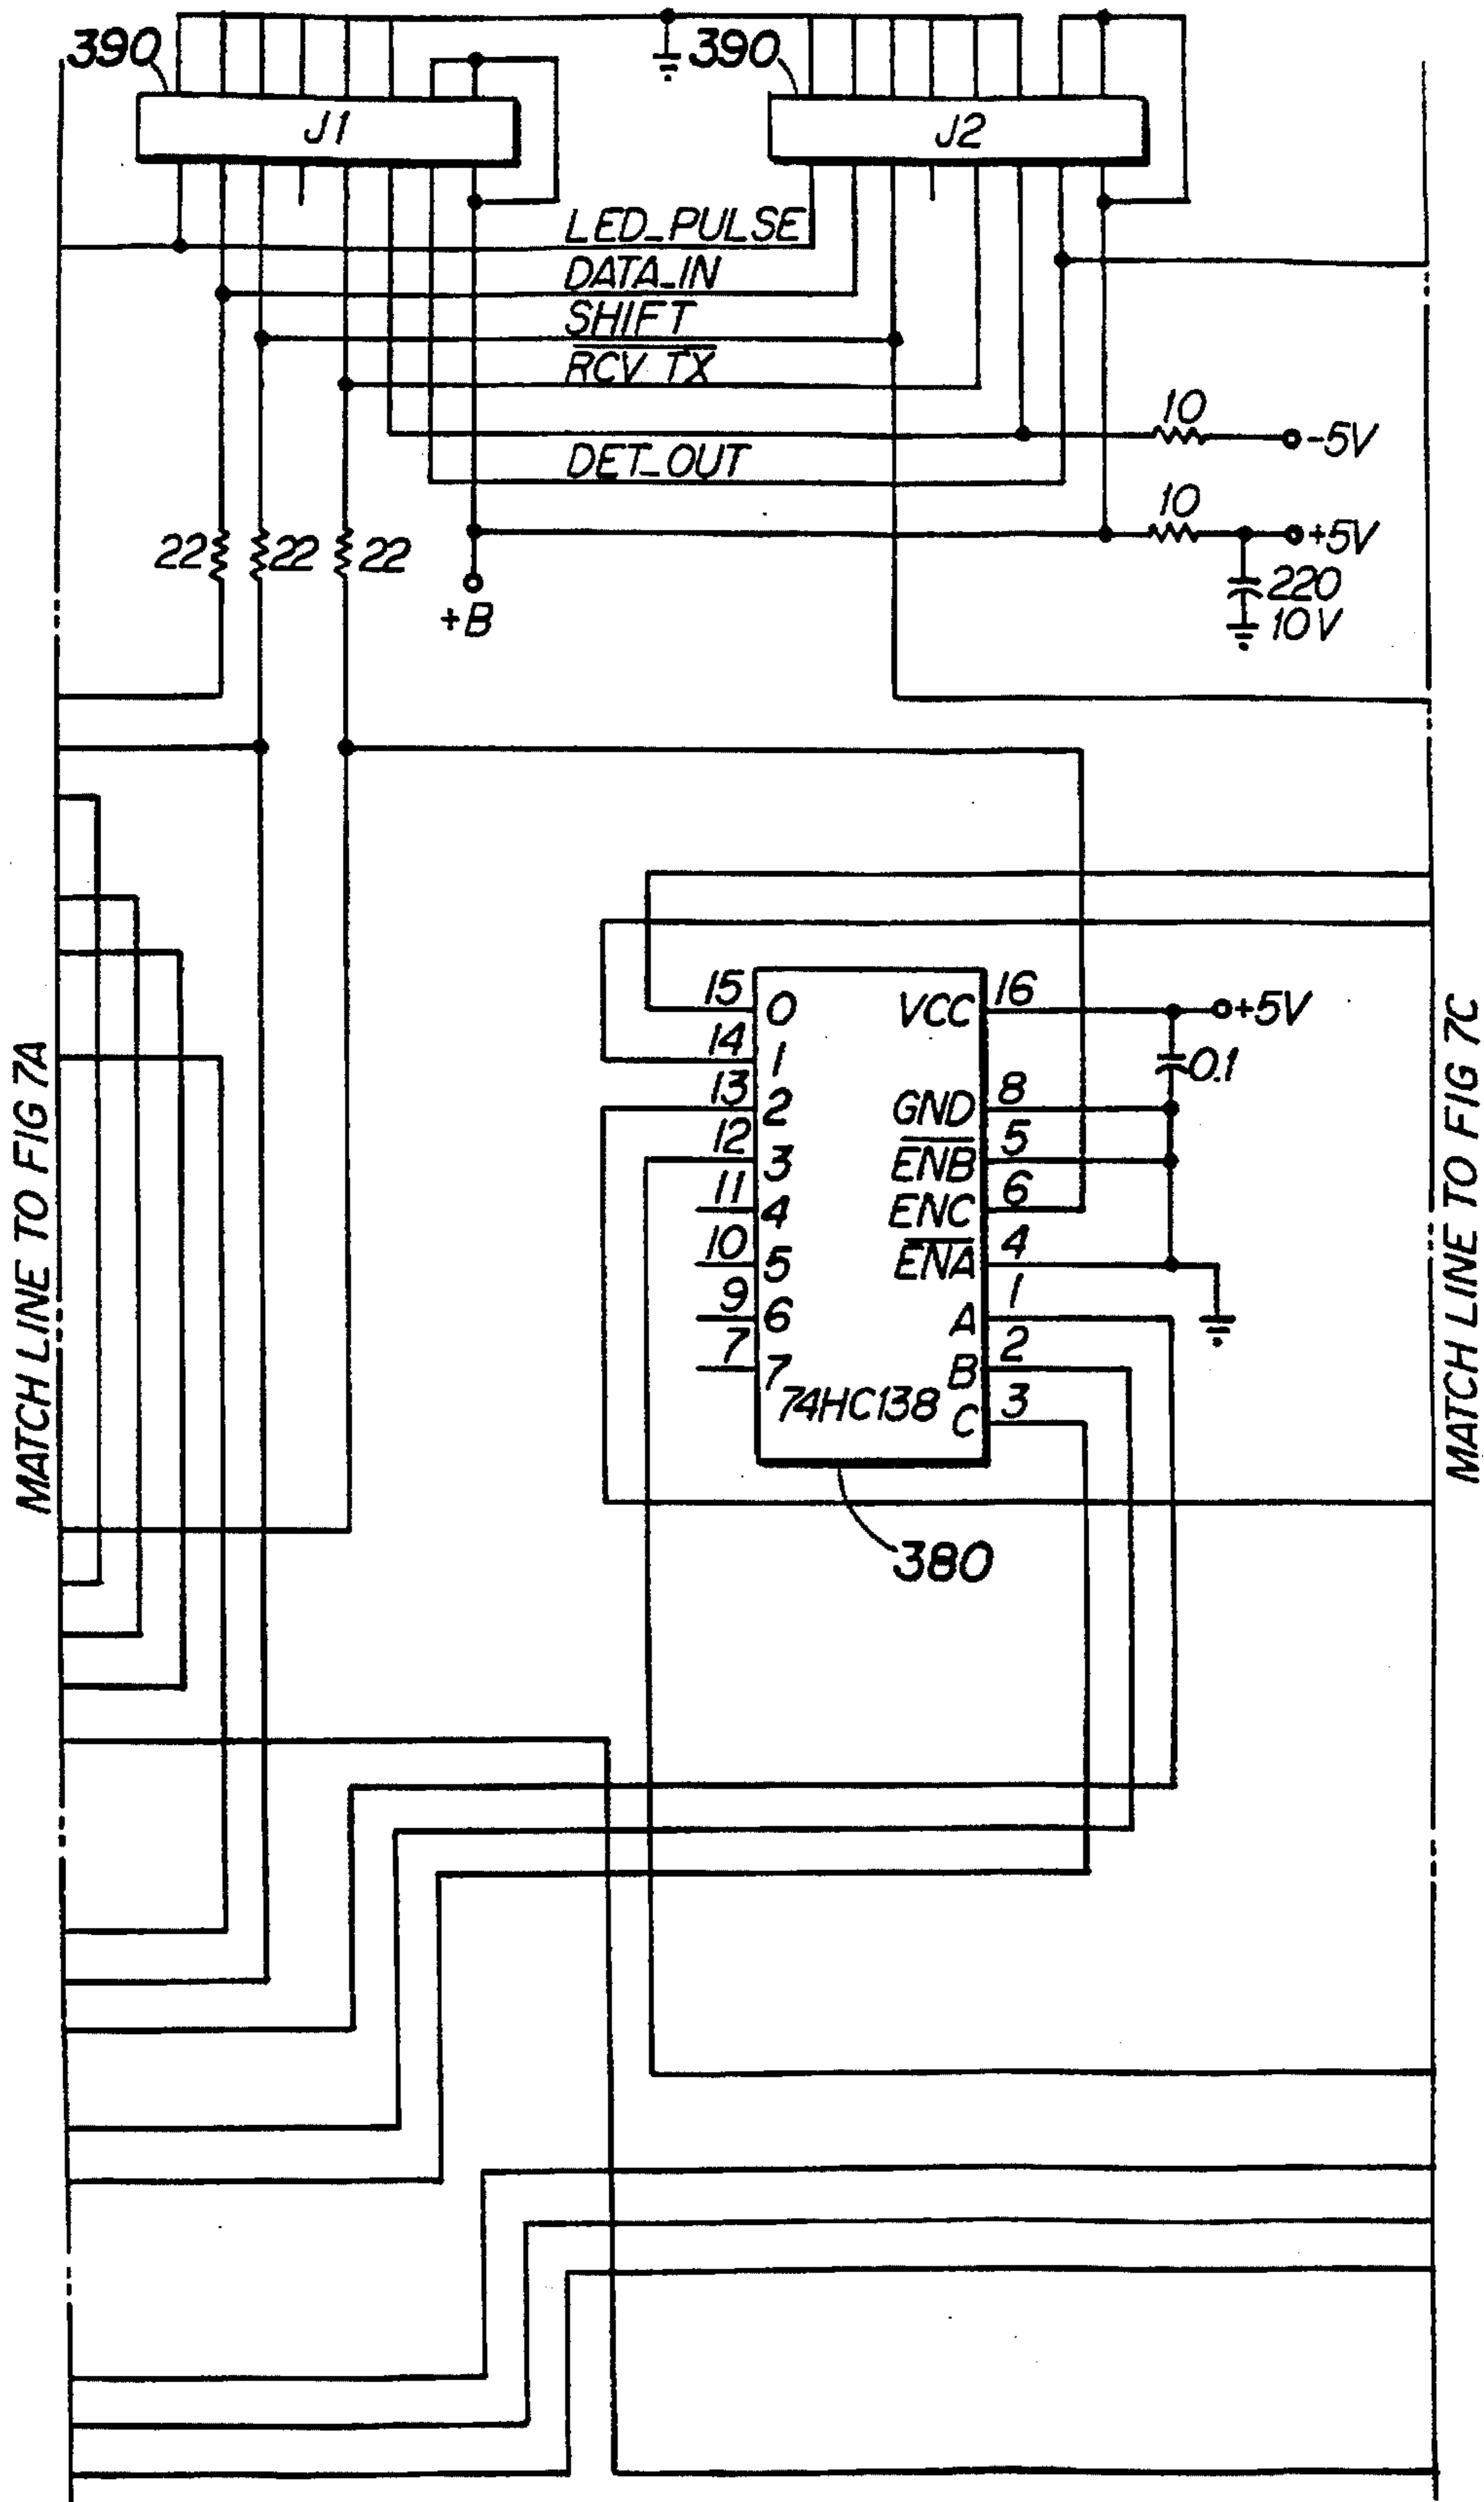 390
390
J1
J2
LED_PULSE
DATA_IN
SHIFT
RCV TX
10
-5V
DET_OUT
10
+5V
22
22
22
220
10V
+B
15
0
VCC
16
+5V
14
1
0.1
13
2
GND
8
12
3
ENB
5
11
4
ENC
6
10
5
ENA
4
9
6
A
1
7
7
B
2
74HC138
C
3
380
MATCH LINE TO FIG 7A
MATCH LINE TO FIG 7C